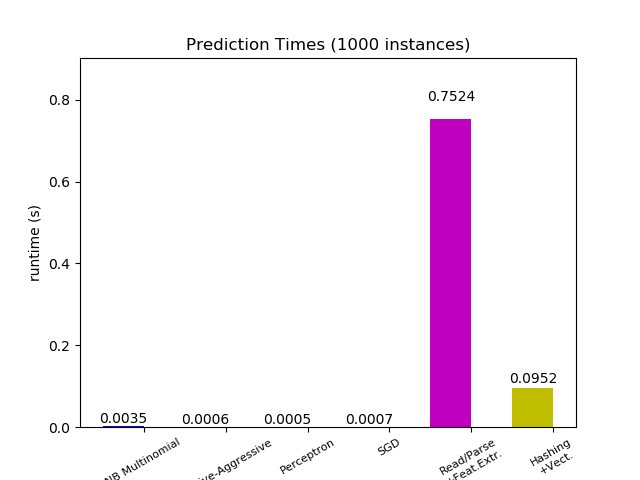 Prediction Times (1000 instances)
runtime (s)
0.8
0.6
0.4
0.2
0.0
0.0035
0.0006
0.0005
0.0007
0.7524
0.0952
NB Multinomial
ve-Aggressive
Perceptron
SGD
Read/Parse
+Feat.Extr.
Hashing
+Vect.